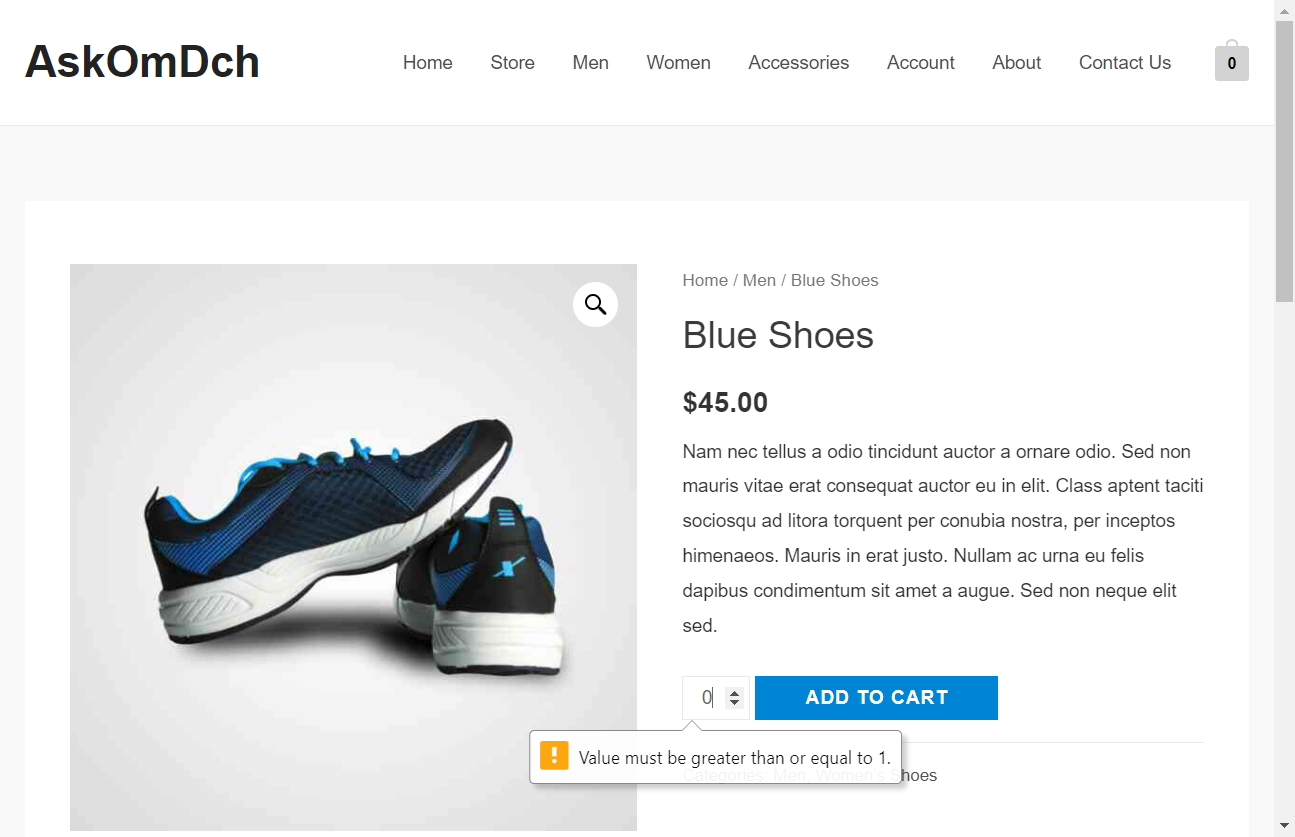 AskOmDch
Home Store Men Women Accessories Account About Contact Us 0
Home / Men / Blue Shoes
Blue Shoes
$45.00
Nam nec tellus a odio tincidunt auctor a ornare odio. Sed non
mauris vitae erat consequat auctor eu in elit. Class aptent taciti
sociosqu ad litora torquent per conubia nostra, per inceptos
himenaeos. Mauris in erat justo. Nullam ac urna eu felis
dapibus condimentum sit amet a augue. Sed non neque elit
sed.
0 ADD TO CART
Value must be greater than or equal to 1.
Categories: Men, Women's Shoes